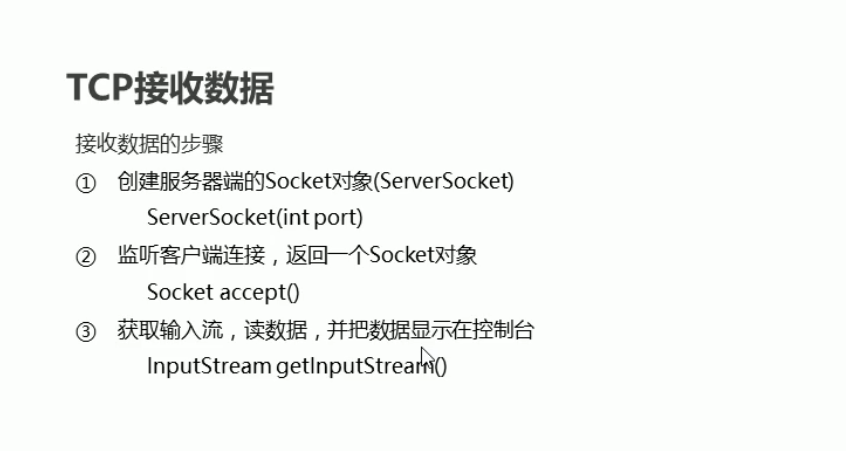 TCP接收数据
接收数据的步骤
① 创建服务器端的Socket对象(ServerSocket)
ServerSocket(int port)
② 监听客户端连接，返回一个Socket对象
Socket accept()
③ 获取输入流，读数据，并把数据显示在控制台
InputStream getInputStream()